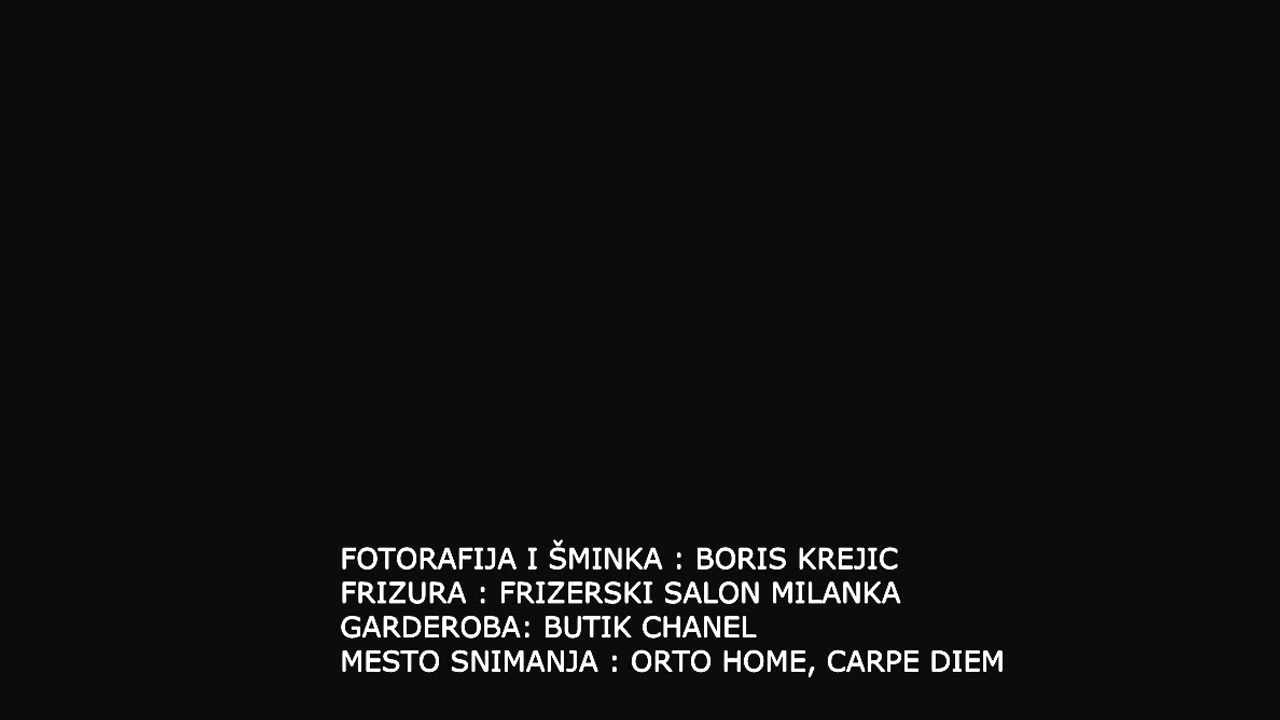 FOTORAFIJA I ŠMINKA : BORIS KREJIC
FRIZURA : FRIZERSKI SALON MILANKA
GARDEROBA: BUTIK CHANEL
MESTO SNIMANJA : ORTO HOME, CARPE DIEM